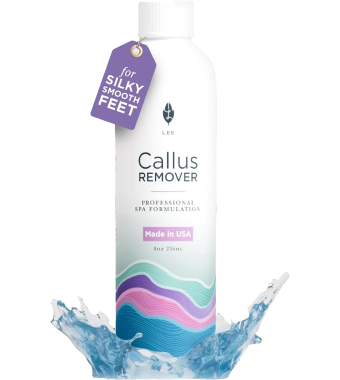 for
SILKY
SMOOTH
FEET
LEE
Callus
REMOVER
PROFESSIONAL
SPA FORMULATION
Made in USA